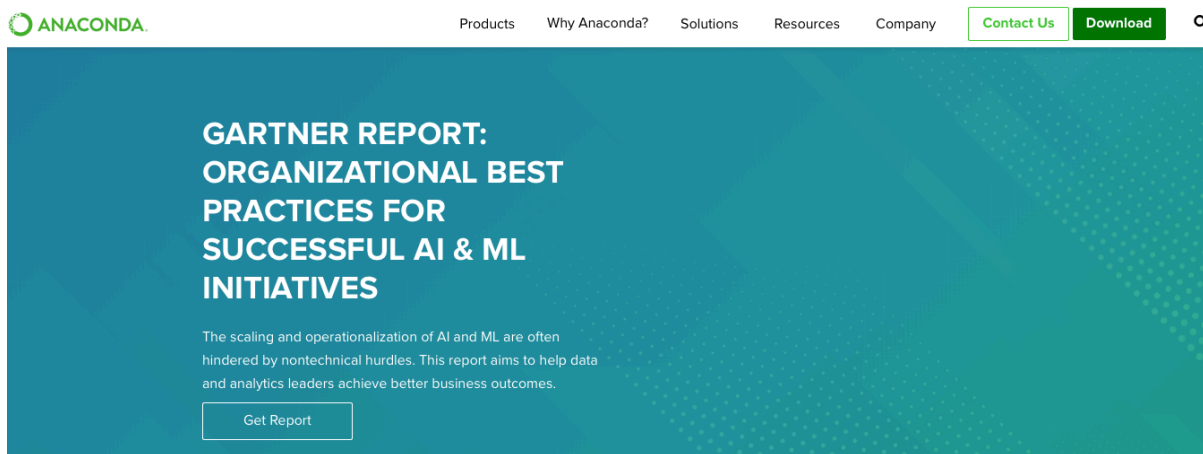 ANACONDA.
Products Why Anaconda? Solutions Resources Company Contact Us Download
GARTNER REPORT:
ORGANIZATIONAL BEST
PRACTICES FOR
SUCCESSFUL AI & ML
INITIATIVES
The scaling and operationalization of AI and ML are often
hindered by nontechnical hurdles. This report aims to help data
and analytics leaders achieve better business outcomes.
Get Report